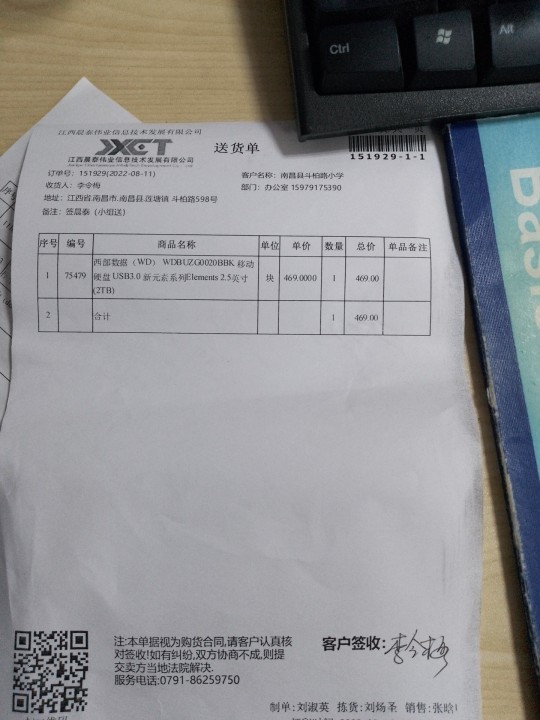 Ctrl
Alt
江西晨泰伟业信息技术发展有限公司
XCT
江西晨泰伟业信息技术发展有限公司
送货单
151929-1-1
订单号：151929(2022-08-11)
客户名称：南昌县斗柏路小学
收货人：李令梅
部门：办公室 15979175390
地址：江西省,南昌市,南昌县,莲塘镇 斗柏路598号
备注：张晨泰（小组送）
序号 编号 商品名称 单位 单价 数量 总价 单品备注
1 75479 西部数据（WD）WDBUZG0020BBK 移动
硬盘 USB3.0 新元素系列Elements 2.5英寸
(2TB)
块 469.0000 1 469.00
2 合计 1 469.00
注:本单据视为购货合同,请客户认真核
对签收!如有纠纷,双方协商不成,则提
交卖方当地法院解决.
服务电话:0791-86259750
客户签收: 李令梅
制单: 刘淑英 拣货: 刘炀圣 销售: 张晗
Basic